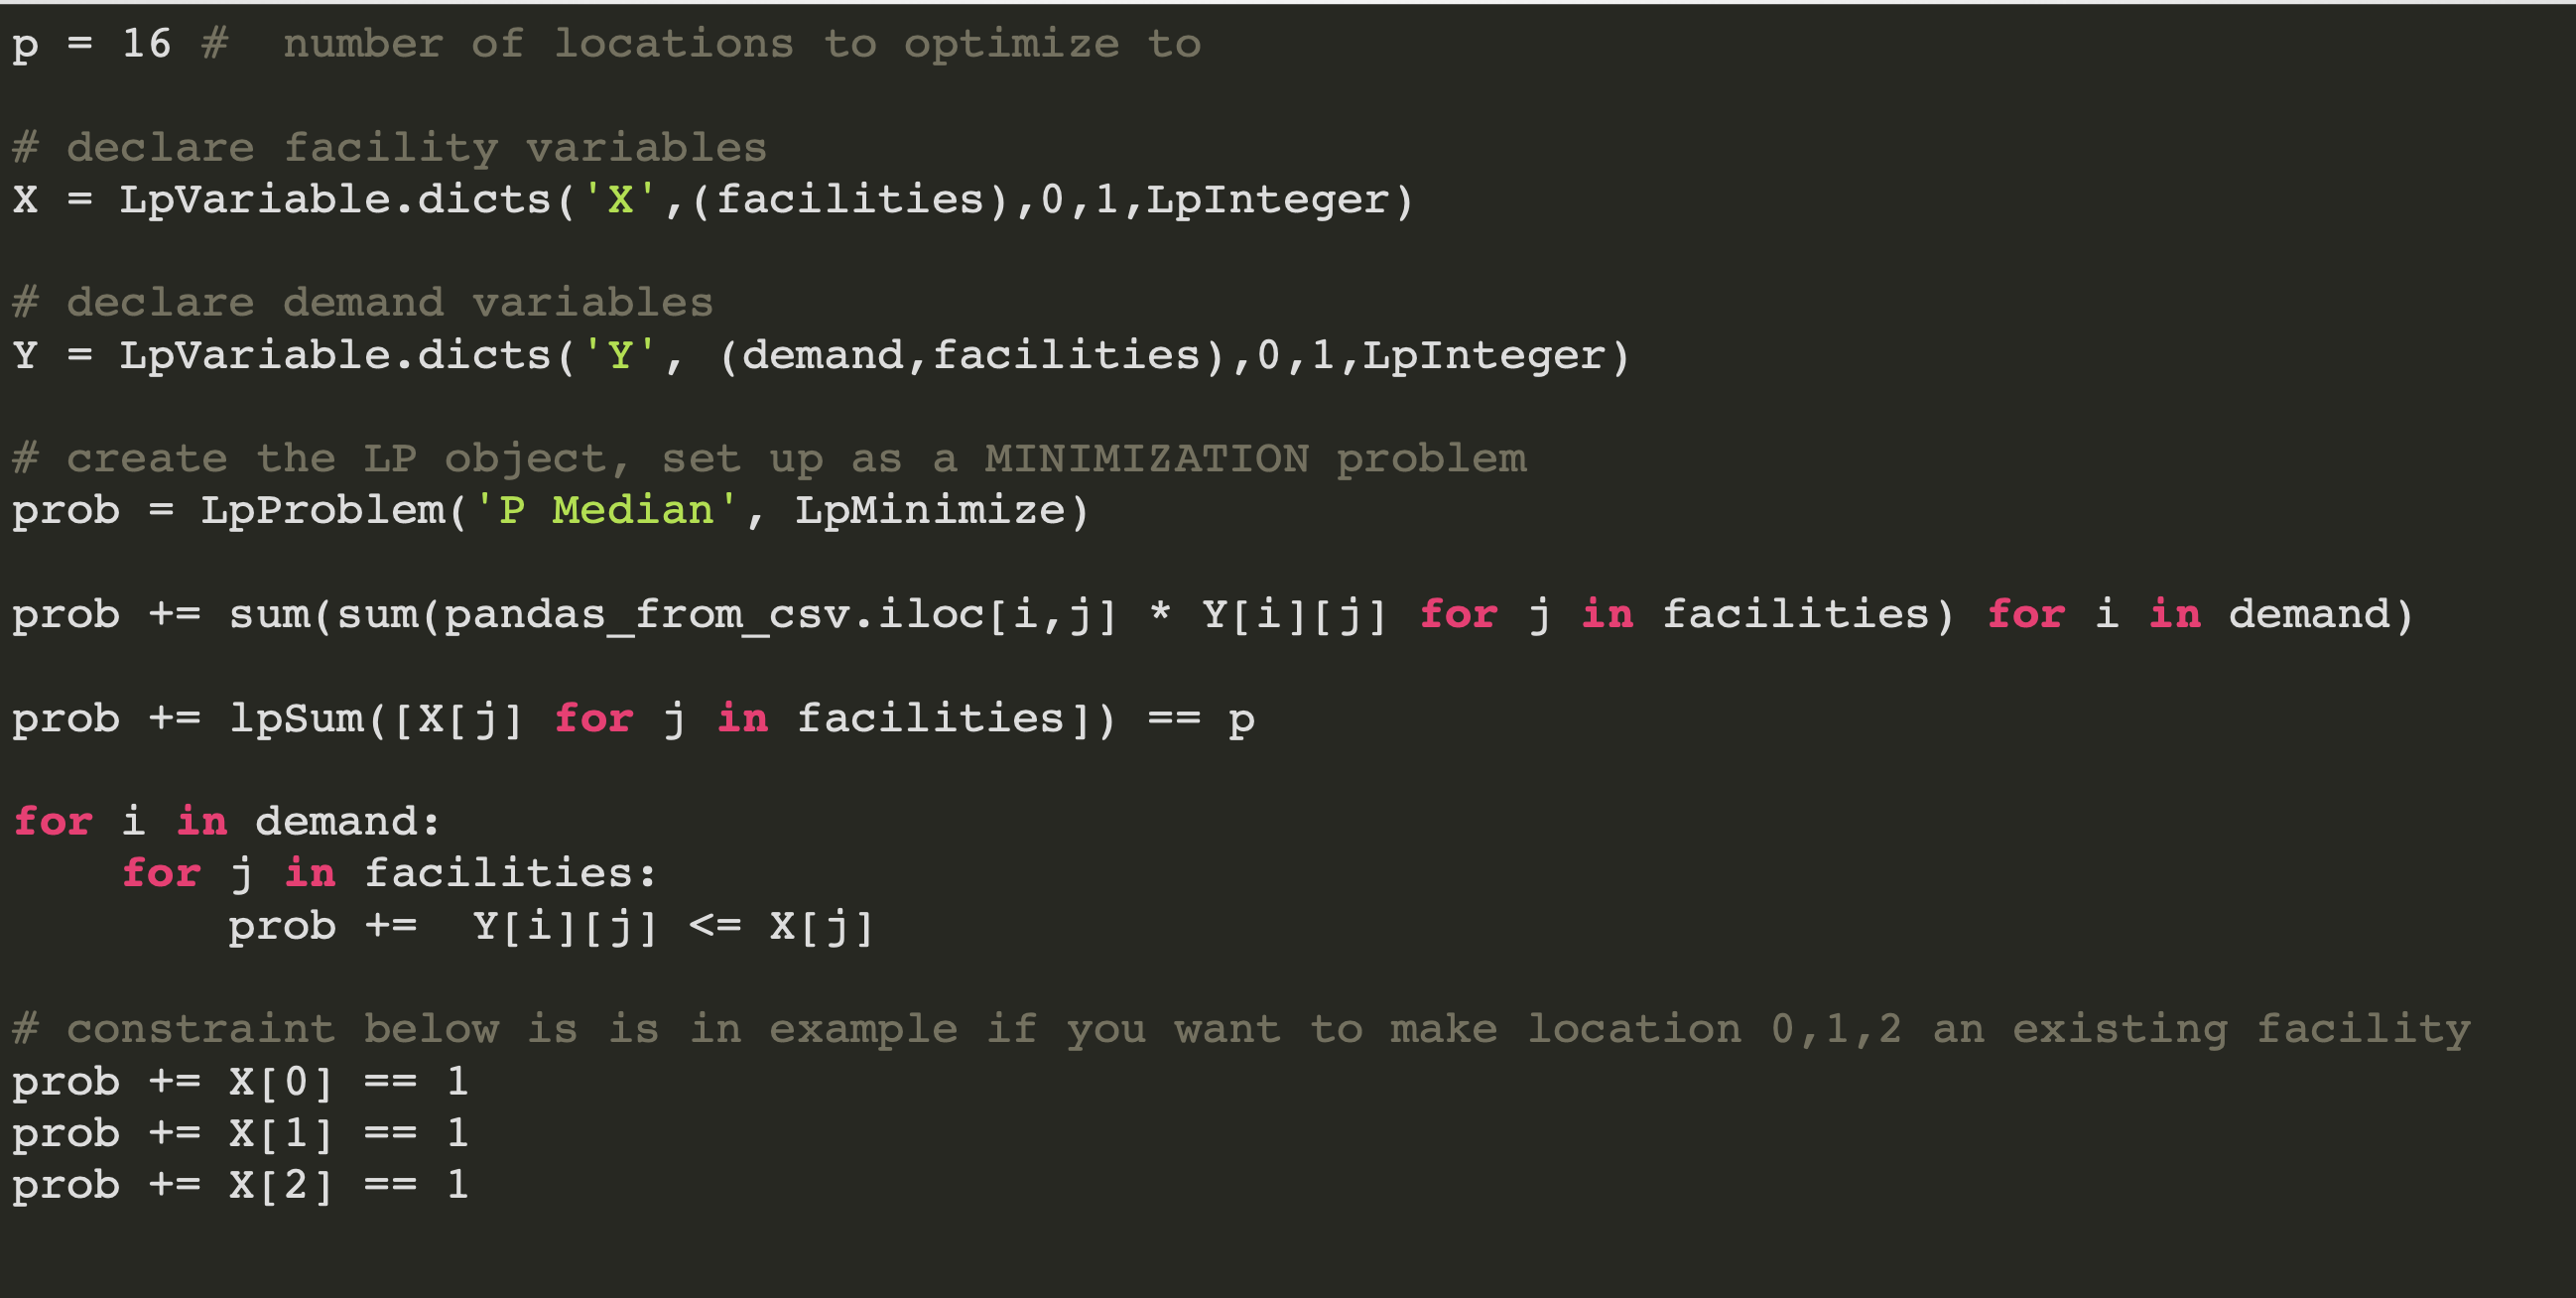 p = 16 #  number of locations to optimize to
# declare facility variables
X = LpVariable.dicts('X',(facilities),0,1,LpInteger)
# declare demand variables
Y = LpVariable.dicts('Y', (demand,facilities),0,1,LpInteger)
# create the LP object, set up as a MINIMIZATION problem
prob = LpProblem('P Median', LpMinimize)
prob += sum(sum(pandas_from_csv.iloc[i,j] * Y[i][j] for j in facilities) for i in demand)
prob += lpSum([X[j] for j in facilities]) == p
for i in demand:
    for j in facilities:
        prob +=  Y[i][j] <= X[j]
# constraint below is is in example if you want to make location 0,1,2 an existing facility
prob += X[0] == 1
prob += X[1] == 1
prob += X[2] == 1